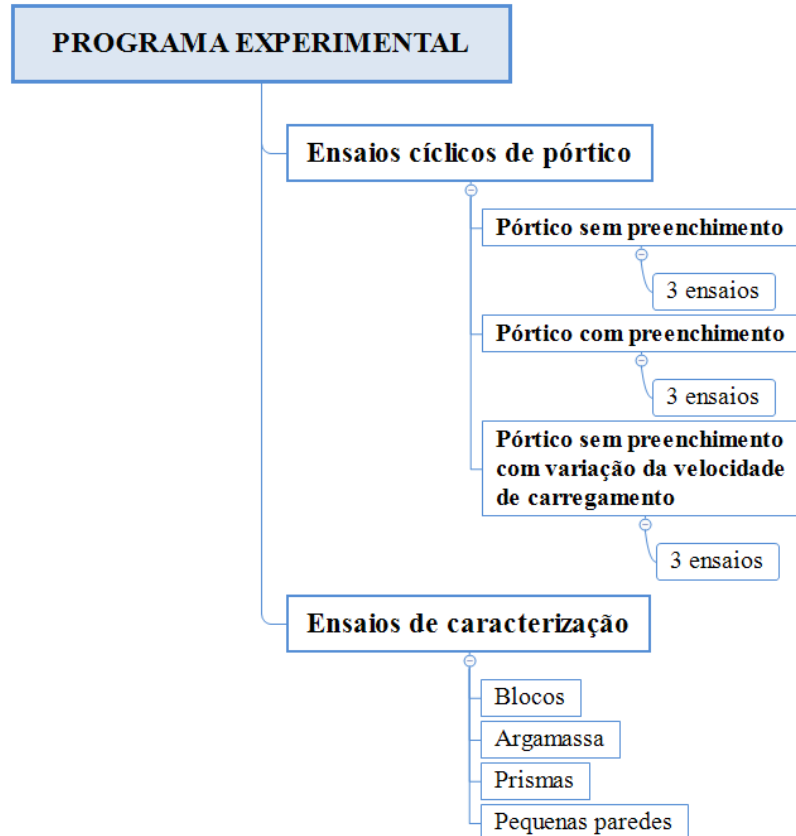 PROGRAMA EXPERIMENTAL
Ensaios cíclicos de pórtico
Pórtico sem preenchimento
3 ensaios
Pórtico com preenchimento
3 ensaios
Pórtico sem preenchimento
com variação da velocidade
de carregamento
3 ensaios
Ensaios de caracterização
Blocos
Argamassa
Prismas
Pequenas paredes